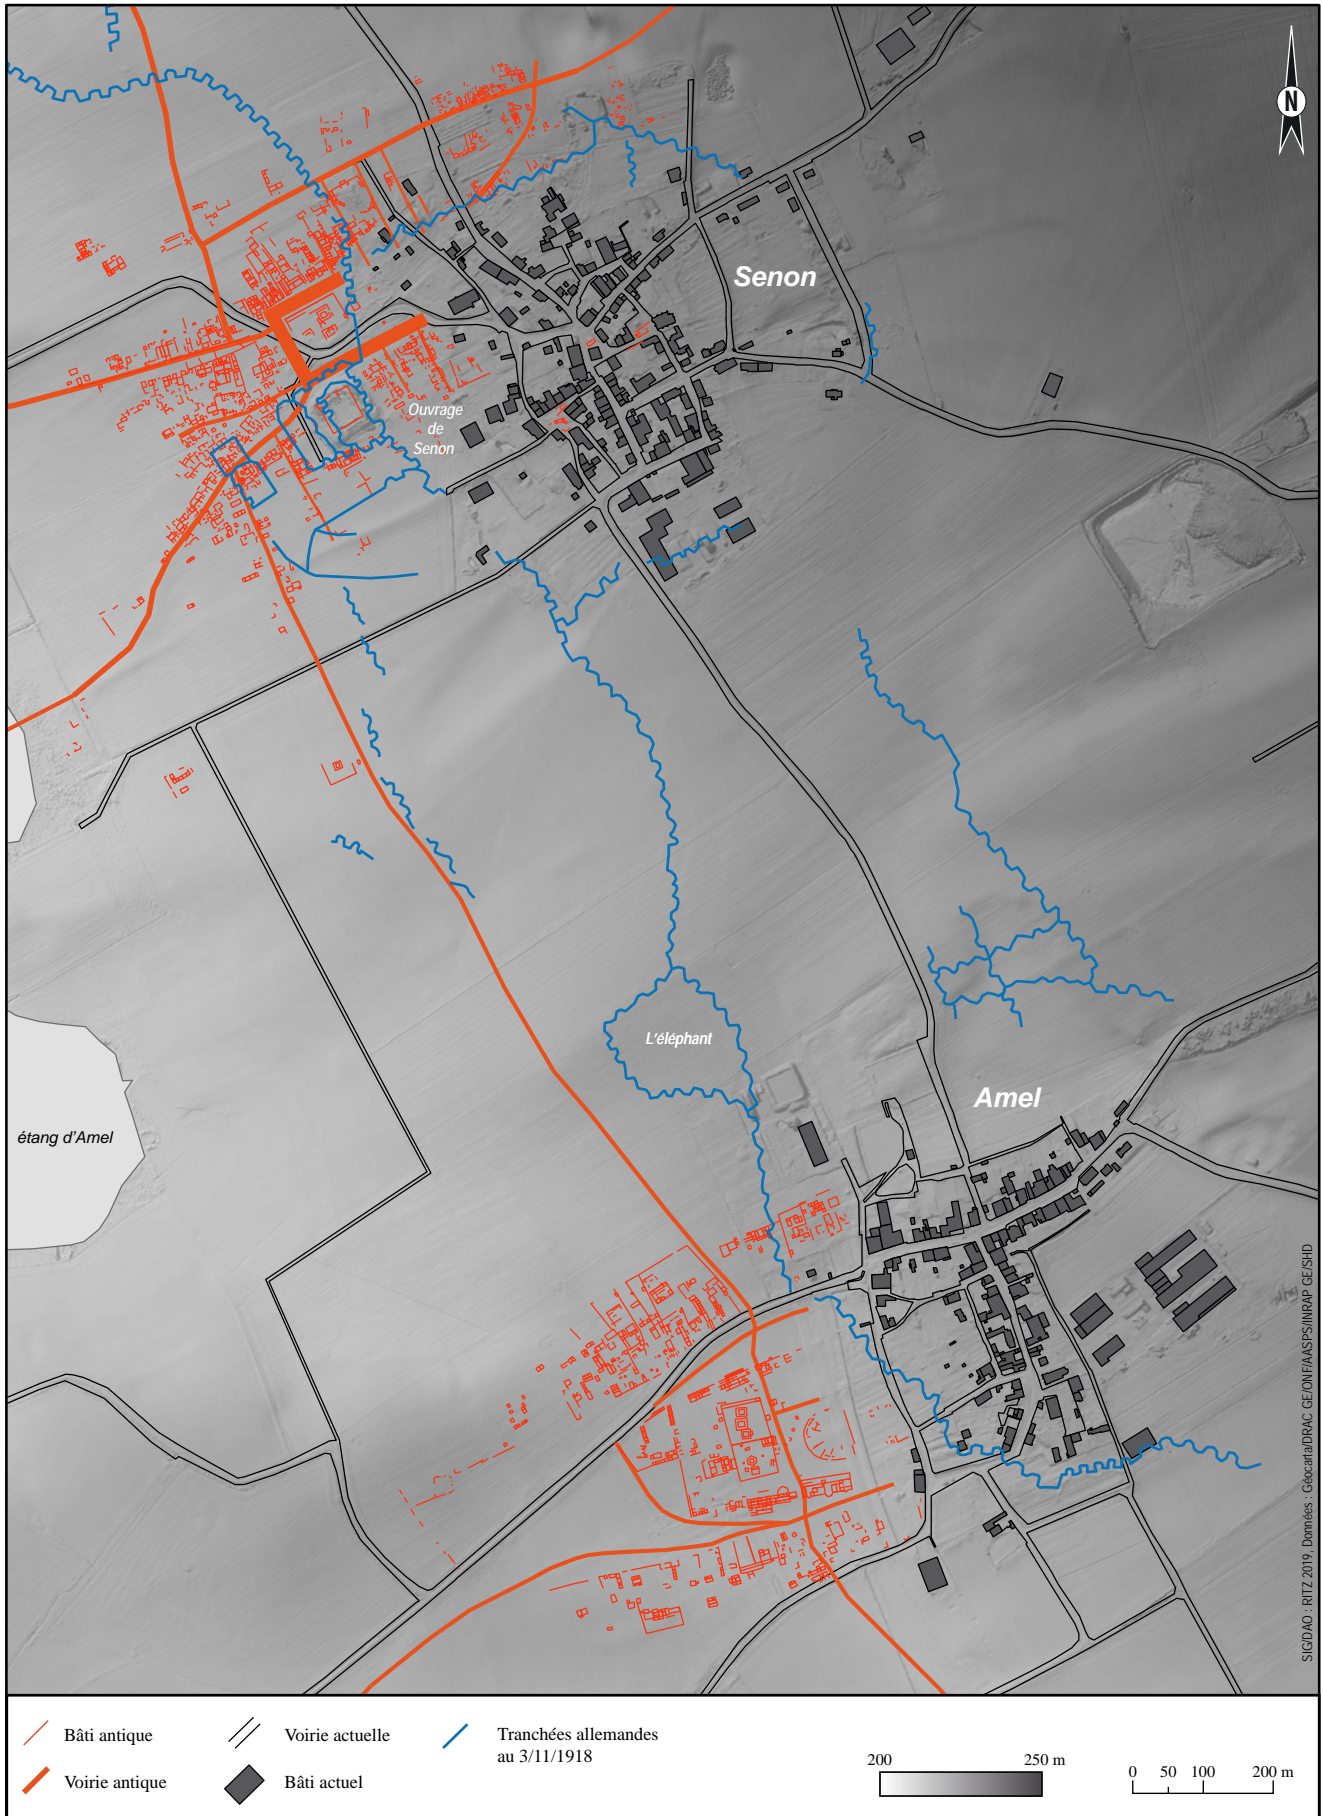 N
Senon
Ouvrage
de
Senon
L'éléphant
Amel
étang d'Amel
SIG/DAO : RITZ 2019, Données : Géocarta/DRAC GE/ONF/AASPS/INRAP GE/SHD
Bâti antique
Voirie actuelle
Tranchées allemandes
au 3/11/1918
Voirie antique
Bâti actuel
200 250 m
0 50 100 200 m